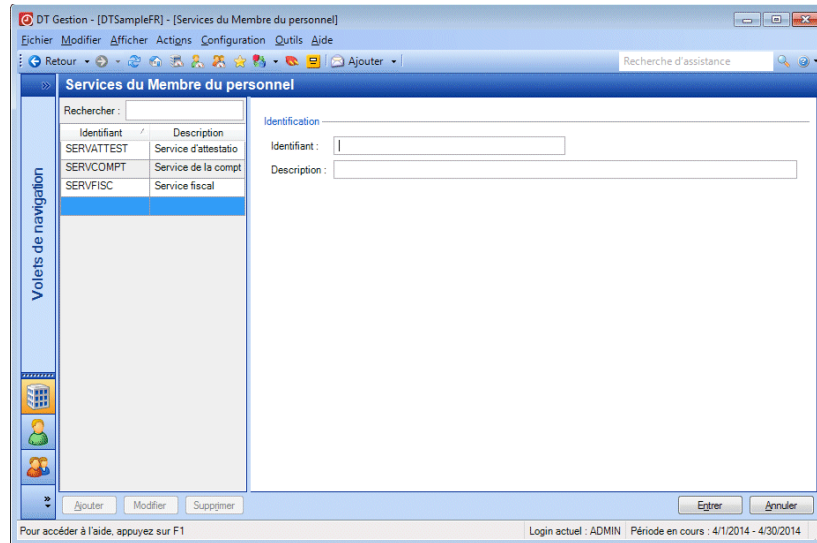 DT Gestion - [DTSampleFR] - [Services du Membre du personnel]
Fichier Modifier Afficher Actions Configuration Outils Aide
Retour Ajouter Recherche d'assistance
Services du Membre du personnel
Rechercher :
Identifiant Description
SERVATTEST Service d'attestatio
SERVCOMPT Service de la compt
SERVFISC Service fiscal
Identification
Identifiant :
Description :
Volets de navigation
Ajouter Modifier Supprimer Entrer Annuler
Pour accéder à l'aide, appuyez sur F1 Login actuel : ADMIN Période en cours : 4/1/2014 - 4/30/2014